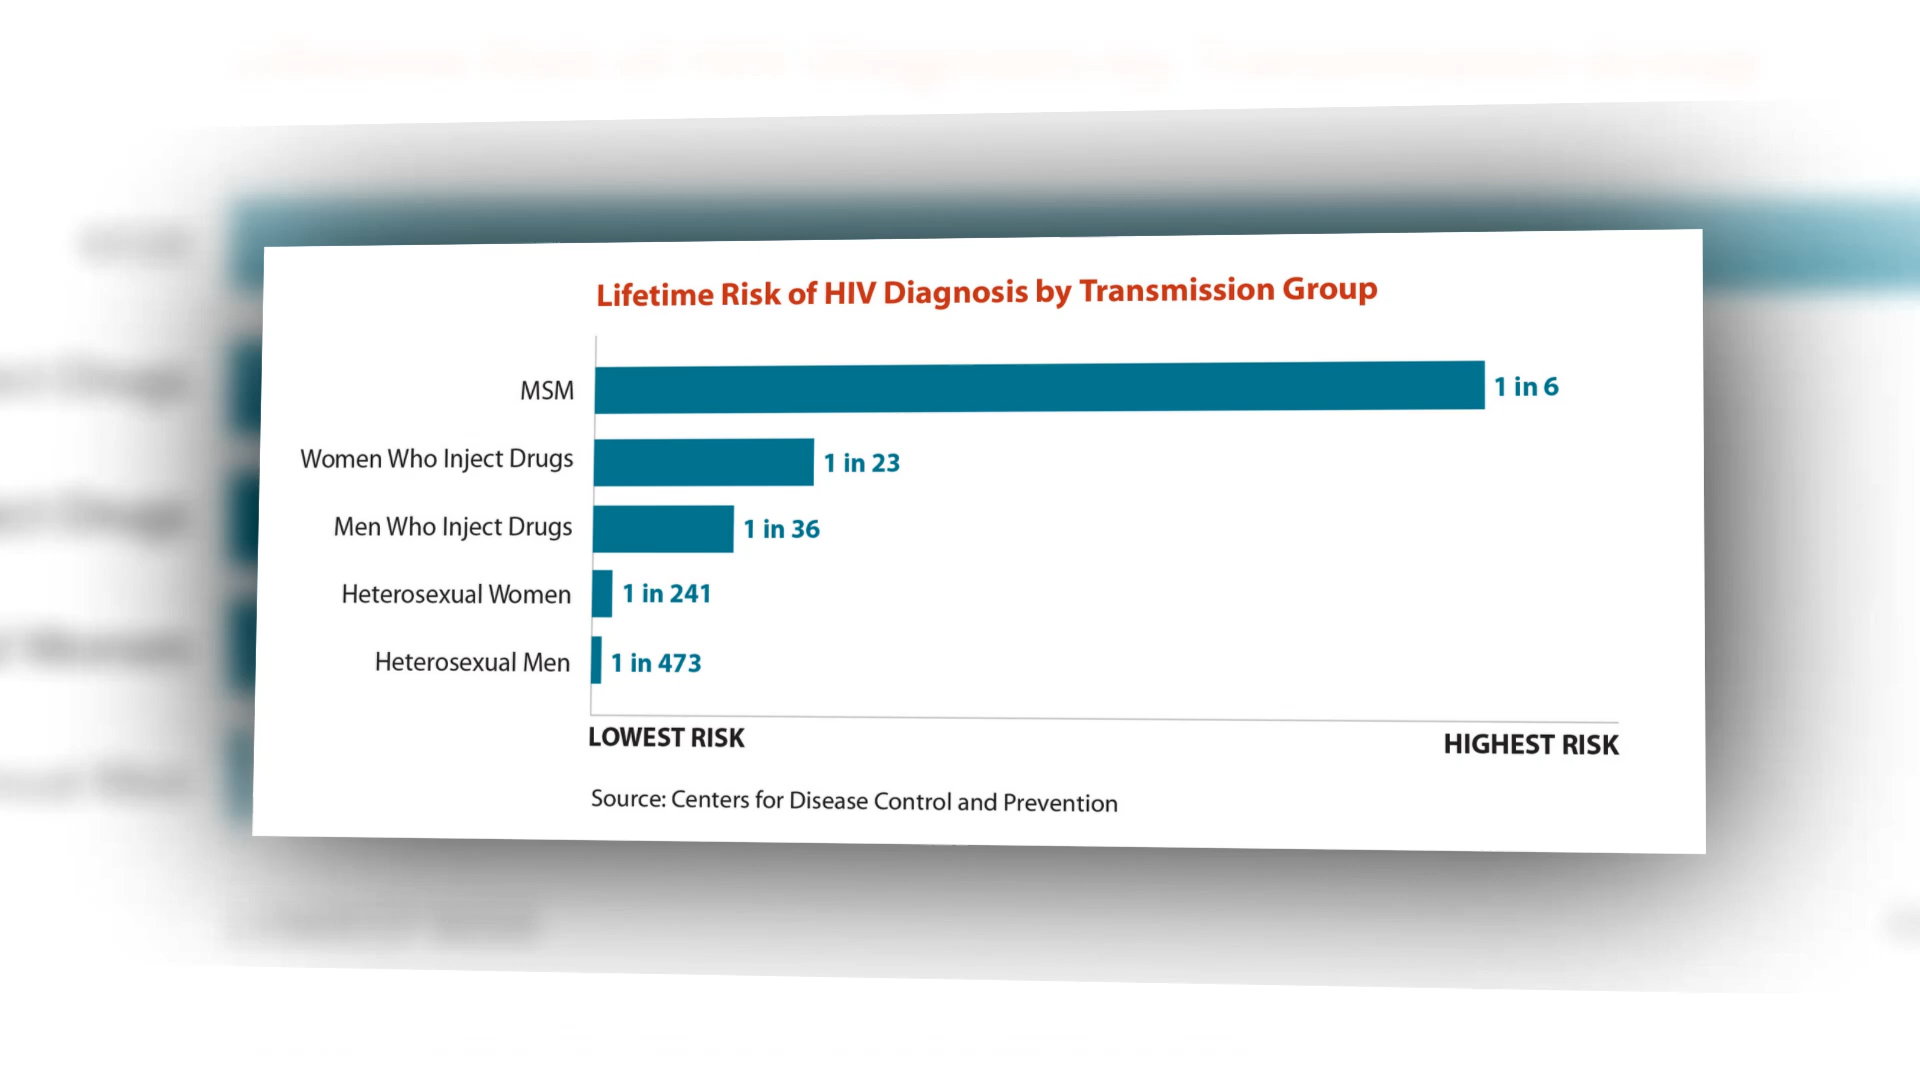 Lifetime Risk of HIV Diagnosis by Transmission Group
MSM
1 in 6
Women Who Inject Drugs
1 in 23
Men Who Inject Drugs
1 in 36
Heterosexual Women
1 in 241
Heterosexual Men
1 in 473
LOWEST RISK
HIGHEST RISK
Source: Centers for Disease Control and Prevention